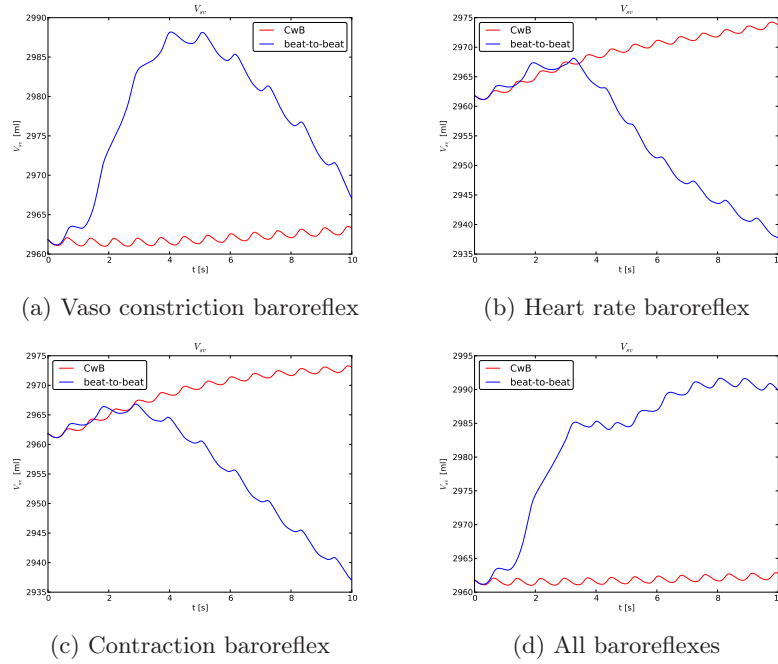 V_sv
CwB
beat-to-beat
V_sv [ml]
2990
2985
2980
2975
2970
2965
2960
0 2 4 6 8 10
t [s]
(a) Vaso constriction baroreflex
V_sv
CwB
beat-to-beat
V_sv [ml]
2975
2970
2965
2960
2955
2950
2945
2940
2935
0 2 4 6 8 10
t [s]
(b) Heart rate baroreflex
V_sv
CwB
beat-to-beat
V_sv [ml]
2975
2970
2965
2960
2955
2950
2945
2940
2935
0 2 4 6 8 10
t [s]
(c) Contraction baroreflex
V_sv
CwB
beat-to-beat
V_sv [ml]
2995
2990
2985
2980
2975
2970
2965
2960
0 2 4 6 8 10
t [s]
(d) All baroreflexes